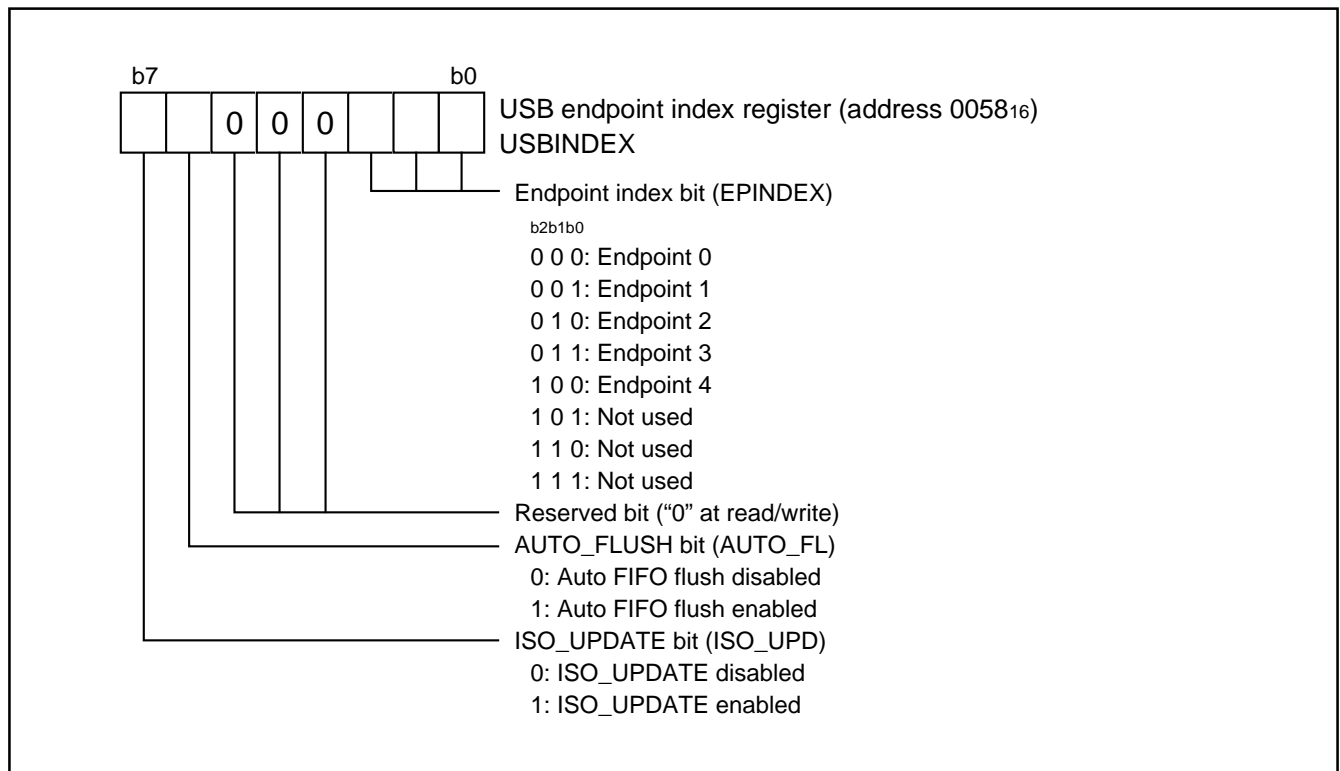 b7 b0
0 0 0
USB endpoint index register (address 005816)
USBINDEX
Endpoint index bit (EPINDEX)
b2b1b0
0 0 0: Endpoint 0
0 0 1: Endpoint 1
0 1 0: Endpoint 2
0 1 1: Endpoint 3
1 0 0: Endpoint 4
1 0 1: Not used
1 1 0: Not used
1 1 1: Not used
Reserved bit (“0” at read/write)
AUTO_FLUSH bit (AUTO_FL)
0: Auto FIFO flush disabled
1: Auto FIFO flush enabled
ISO_UPDATE bit (ISO_UPD)
0: ISO_UPDATE disabled
1: ISO_UPDATE enabled